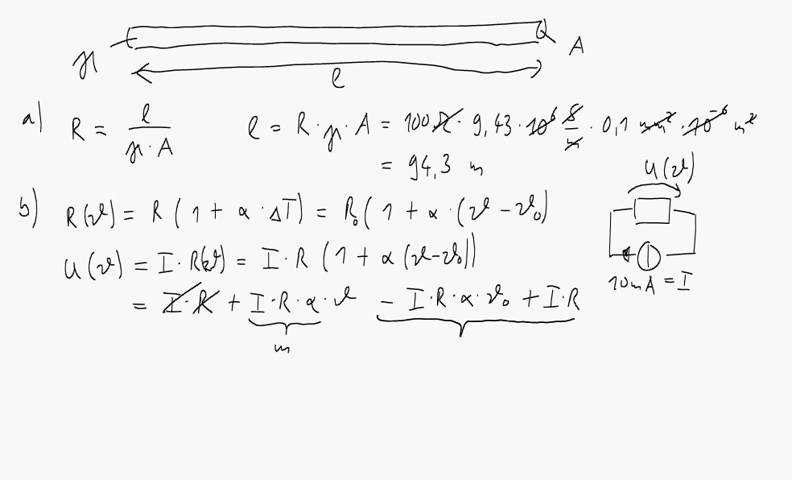 ϰ A
l
a) R = l / (ϰ · A) l = R · ϰ · A = 100 Ω · 9,43 · 10⁶ S/m · 0,1 mm² · 10⁻⁶ m²
= 94,3 m
U(ϑ)
b) R(ϑ) = R (1 + α · ΔT) = R₀ (1 + α · (ϑ - ϑ₀)
U(ϑ) = I · R(ϑ) = I · R (1 + α (ϑ - ϑ₀))
10mA = I
= I · R + I · R · α · ϑ - I · R · α · ϑ₀ + I · R
m